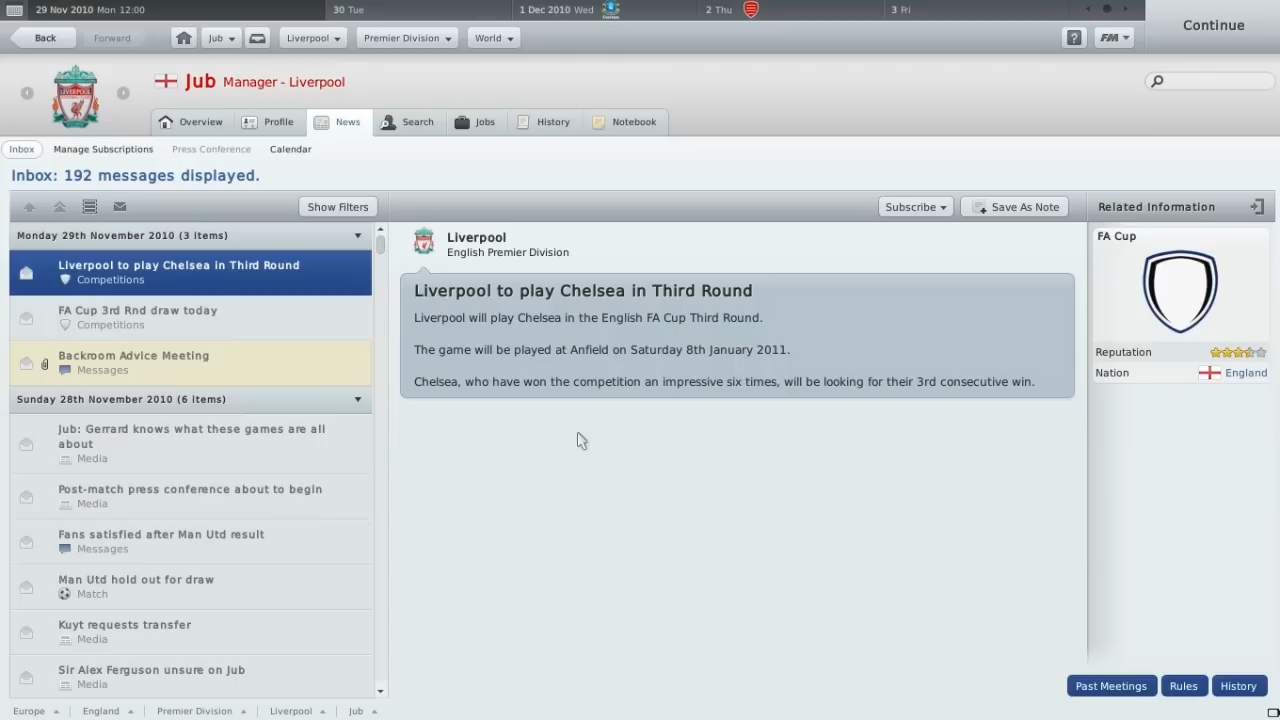 29 Nov 2010 Mon 12:00
30 Tue
1 Dec 2010 Wed
2 Thu
3 Fri
Continue
Back
Forward
Jub
Liverpool
Premier Division
World
?
FM
Jub Manager - Liverpool
Overview
Profile
News
Search
Jobs
History
Notebook
Inbox
Manage Subscriptions
Press Conference
Calendar
Inbox: 192 messages displayed.
Show Filters
Subscribe
Save As Note
Related Information
Monday 29th November 2010 (3 items)
Liverpool to play Chelsea in Third Round
Competitions
FA Cup 3rd Rnd draw today
Competitions
Backroom Advice Meeting
Messages
Sunday 28th November 2010 (6 items)
Jub: Gerrard knows what these games are all
about
Media
Post-match press conference about to begin
Media
Fans satisfied after Man Utd result
Messages
Man Utd hold out for draw
Match
Kuyt requests transfer
Media
Sir Alex Ferguson unsure on Jub
Media
Liverpool
English Premier Division
Liverpool to play Chelsea in Third Round
Liverpool will play Chelsea in the English FA Cup Third Round.
The game will be played at Anfield on Saturday 8th January 2011.
Chelsea, who have won the competition an impressive six times, will be looking for their 3rd consecutive win.
FA Cup
Reputation
Nation
England
Past Meetings
Rules
History
Europe
England
Premier Division
Liverpool
Jub